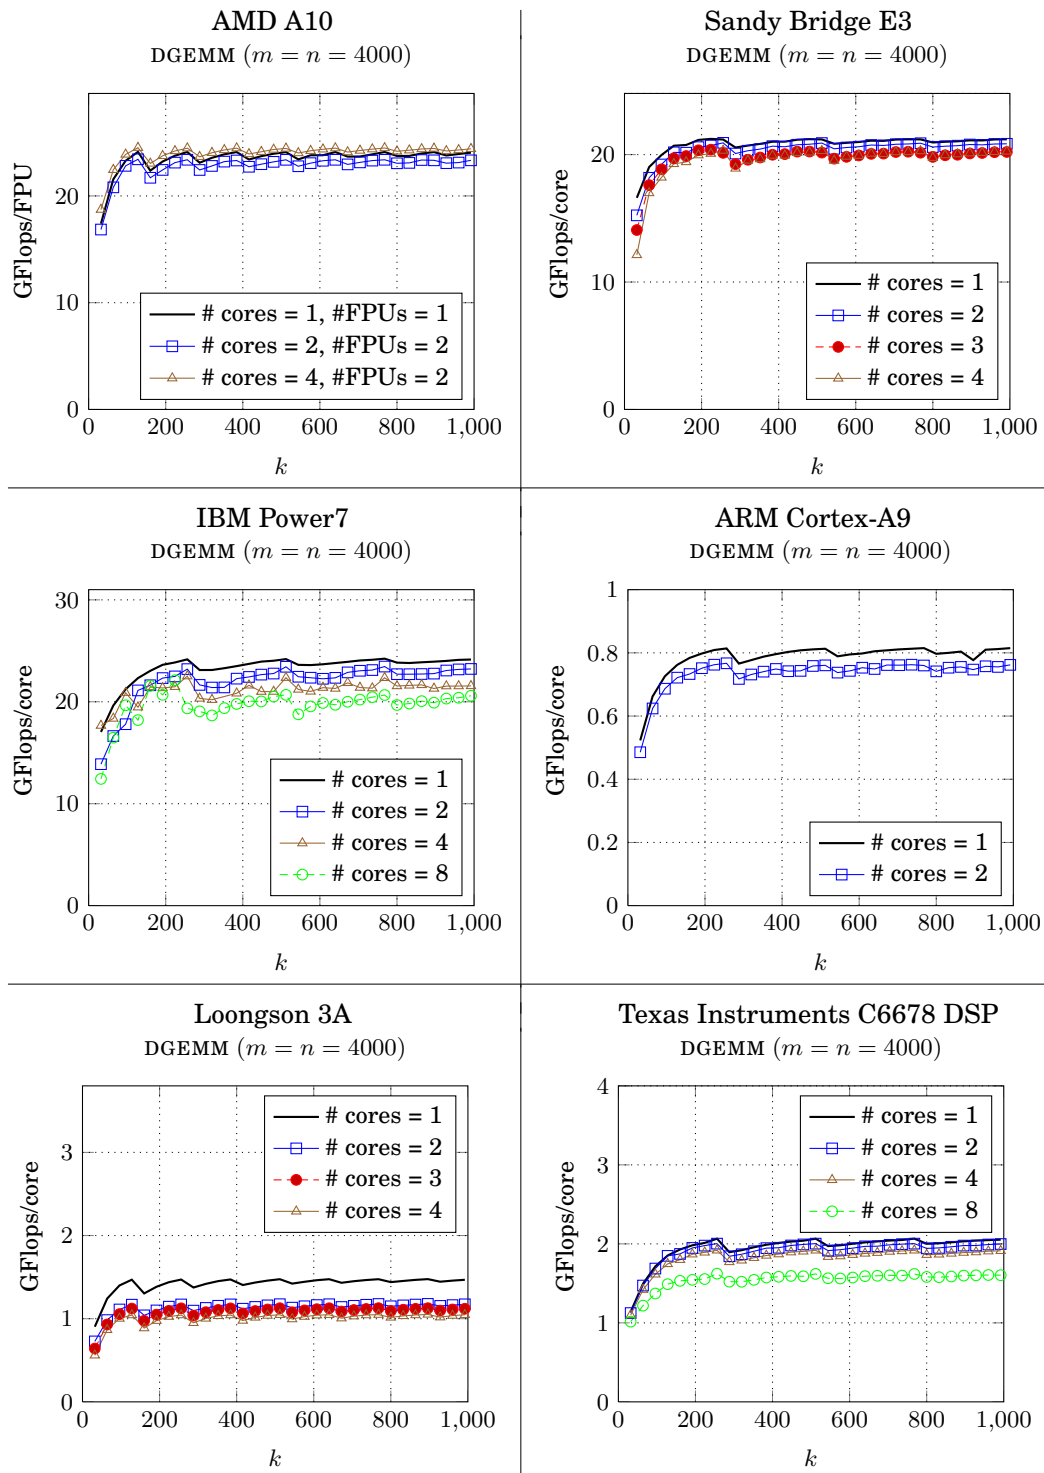 AMD A10
DGEMM (m = n = 4000)
GFlops/FPU
20
10
0
0 200 400 600 800 1,000
k
# cores = 1, #FPUs = 1
# cores = 2, #FPUs = 2
# cores = 4, #FPUs = 2
Sandy Bridge E3
DGEMM (m = n = 4000)
GFlops/core
20
10
0
0 200 400 600 800 1,000
k
# cores = 1
# cores = 2
# cores = 3
# cores = 4
IBM Power7
DGEMM (m = n = 4000)
GFlops/core
30
20
10
0
0 200 400 600 800 1,000
k
# cores = 1
# cores = 2
# cores = 4
# cores = 8
ARM Cortex-A9
DGEMM (m = n = 4000)
GFlops/core
1
0.8
0.6
0.4
0.2
0
0 200 400 600 800 1,000
k
# cores = 1
# cores = 2
Loongson 3A
DGEMM (m = n = 4000)
GFlops/core
3
2
1
0
0 200 400 600 800 1,000
k
# cores = 1
# cores = 2
# cores = 3
# cores = 4
Texas Instruments C6678 DSP
DGEMM (m = n = 4000)
GFlops/core
4
3
2
1
0
0 200 400 600 800 1,000
k
# cores = 1
# cores = 2
# cores = 4
# cores = 8